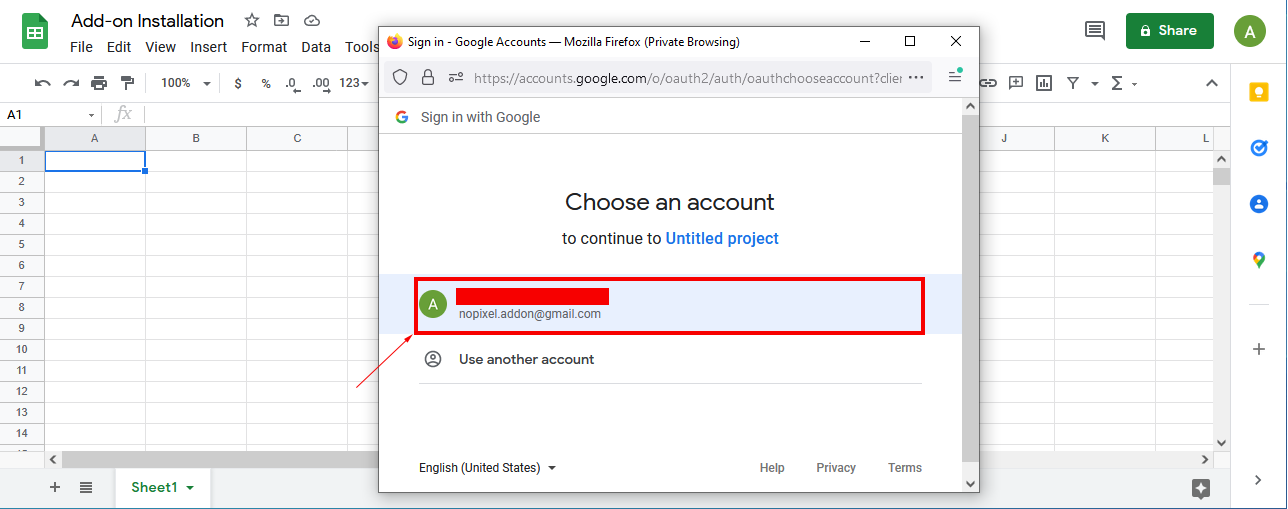 Add-on Installation
File Edit View Insert Format Data Tools
Share
A
100% $ % .0 .00 123
A1
fx
A B C J K L
1
2
3
4
5
6
7
8
9
10
11
12
13
14
Sheet1
Sign in - Google Accounts — Mozilla Firefox (Private Browsing)
https://accounts.google.com/o/oauth2/auth/oauthchooseaccount?clier
G Sign in with Google
Choose an account
to continue to Untitled project
A
nopixel.addon@gmail.com
Use another account
English (United States) Help Privacy Terms